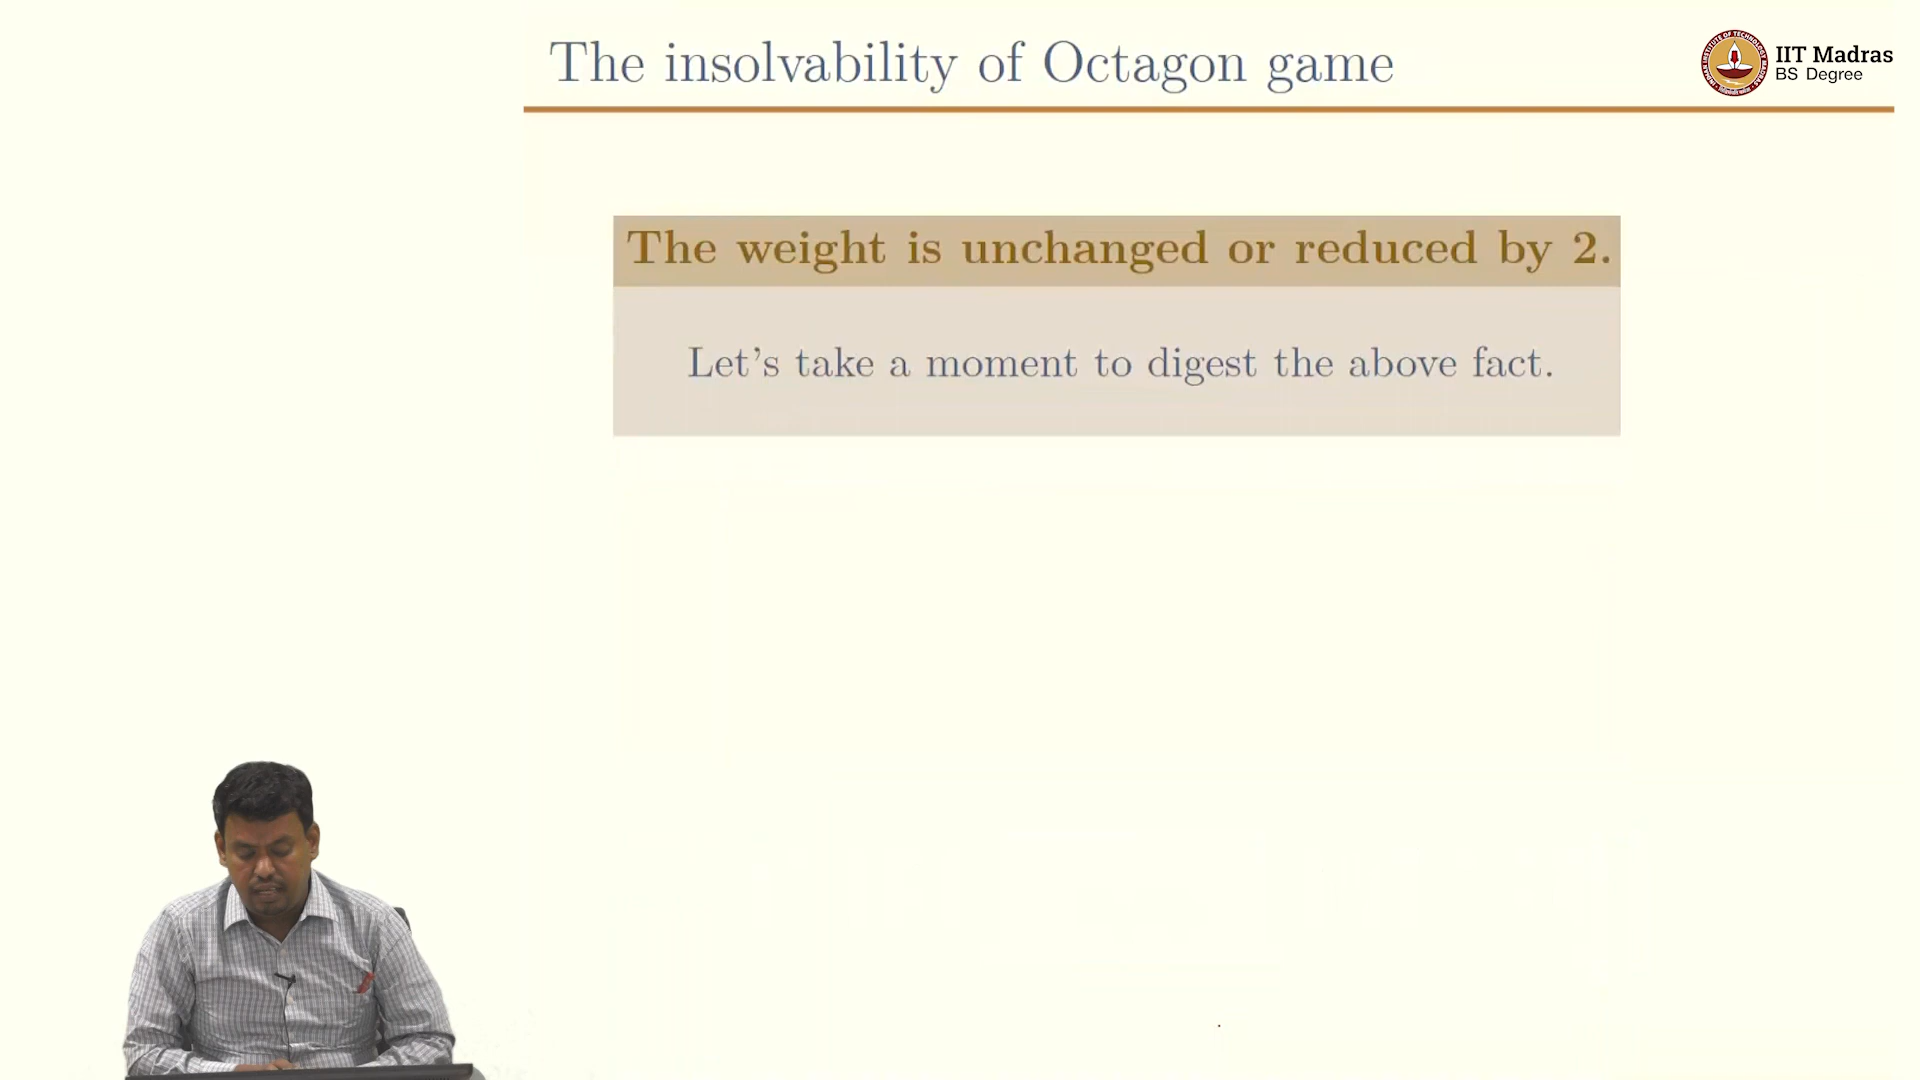 The insolvability of Octagon game
IIT Madras
BS Degree
The weight is unchanged or reduced by 2.
Let's take a moment to digest the above fact.